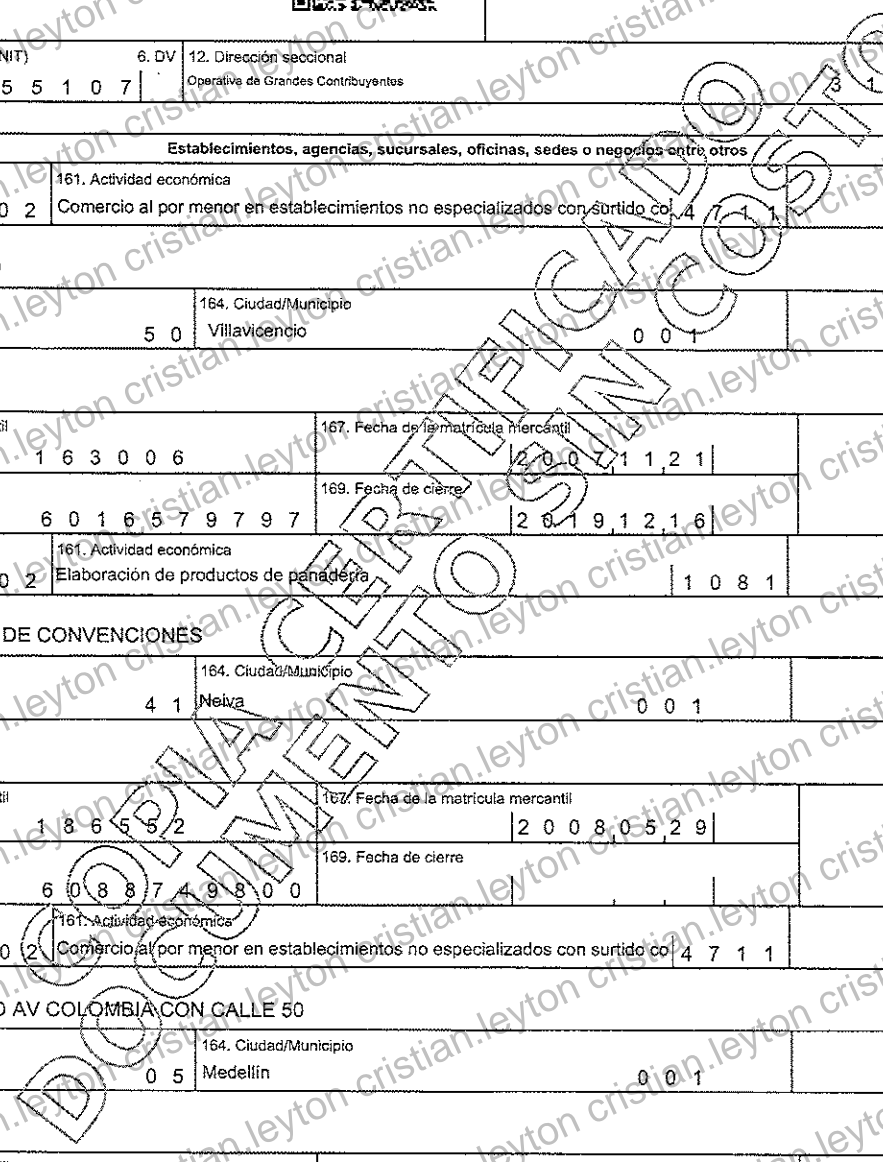 NIT) 6. DV 12. Dirección seccional
5 5 1 0 7 Operativa de Grandes Contribuyentes 3 1
Establecimientos, agencias, sucursales, oficinas, sedes o negocios entre otros
161. Actividad económica
0 2 Comercio al por menor en establecimientos no especializados con surtido co 4 7 1 1
164. Ciudad/Municipio
5 0 Villavicencio 0 0 1
167. Fecha de la matrícula mercantil
1 6 3 0 0 6 2 0 0 7 1 1 2 1
169. Fecha de cierre
6 0 1 6 5 7 9 7 9 7 2 0 1 9 1 2 1 6
161. Actividad económica
0 2 Elaboración de productos de panadería 1 0 8 1
DE CONVENCIONES
164. Ciudad/Municipio
4 1 Neiva 0 0 1
167. Fecha de la matrícula mercantil
1 8 6 5 5 2 2 0 0 8 0 5 2 9
169. Fecha de cierre
6 0 8 8 7 4 9 8 0 0
161. Actividad económica
0 2 Comercio al por menor en establecimientos no especializados con surtido co 4 7 1 1
AV COLOMBIA CON CALLE 50
164. Ciudad/Municipio
0 5 Medellín 0 0 1
COPIA CERTIFICADO
DOCUMENTO SIN COSTO
cristian.leyton cristian.leyton cristian.leyton